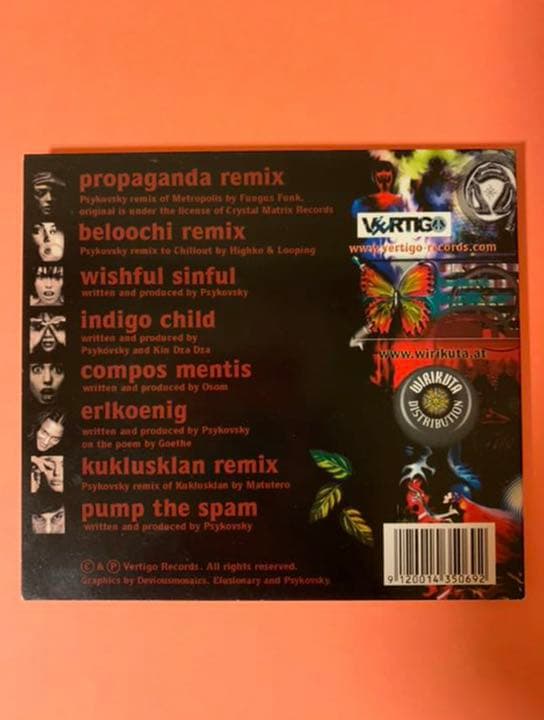 propaganda remix
Psykovsky remix of Metropolis by Fungus Funk,
original is under the license of Crystal Matrix Records
beloochi remix
Psykovsky remix to Chillout by Highko & Looping
wishful sinful
written and produced by Psykovsky
indigo child
written and produced by
Psykovsky and Kin Dza Dza
compos mentis
written and produced by Osom
erlkoenig
written and produced by Psykovsky
on the poem by Goethe
kuklusklan remix
Psykovsky remix of Kuklusklan by Matutero
pump the spam
written and produced by Psykovsky
© & ℗ Vertigo Records. All rights reserved.
Graphics by Deviousmosaics, Elusionary and Psykovsky.
VERTIGO
www.vertigo-records.com
www.wirikuta.at
WIRIKUTA
DISTRIBUTION
9 120014 350692